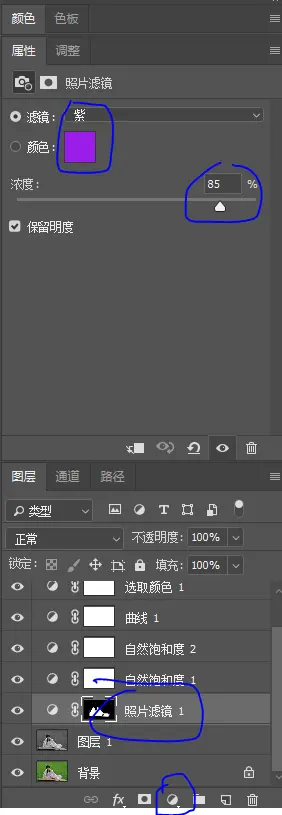 颜色 色板
属性 调整
照片滤镜
滤镜: 紫
颜色:
浓度: 85 %
保留明度
图层 通道 路径
类型
正常 不透明度: 100%
锁定: 填充: 100%
选取颜色 1
曲线 1
自然饱和度 2
自然饱和度 1
照片滤镜 1
图层 1
背景
fx